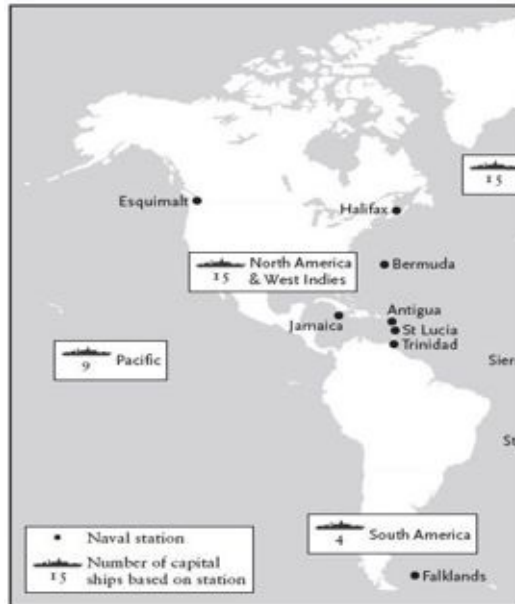 15
Esquimalt
Halifax
North America
15 & West Indies
Bermuda
Antigua
Jamaica
St Lucia
Trinidad
Pacific
9
Sier
St
South America
4
Naval station
Number of capital
15 ships based on station
Falklands